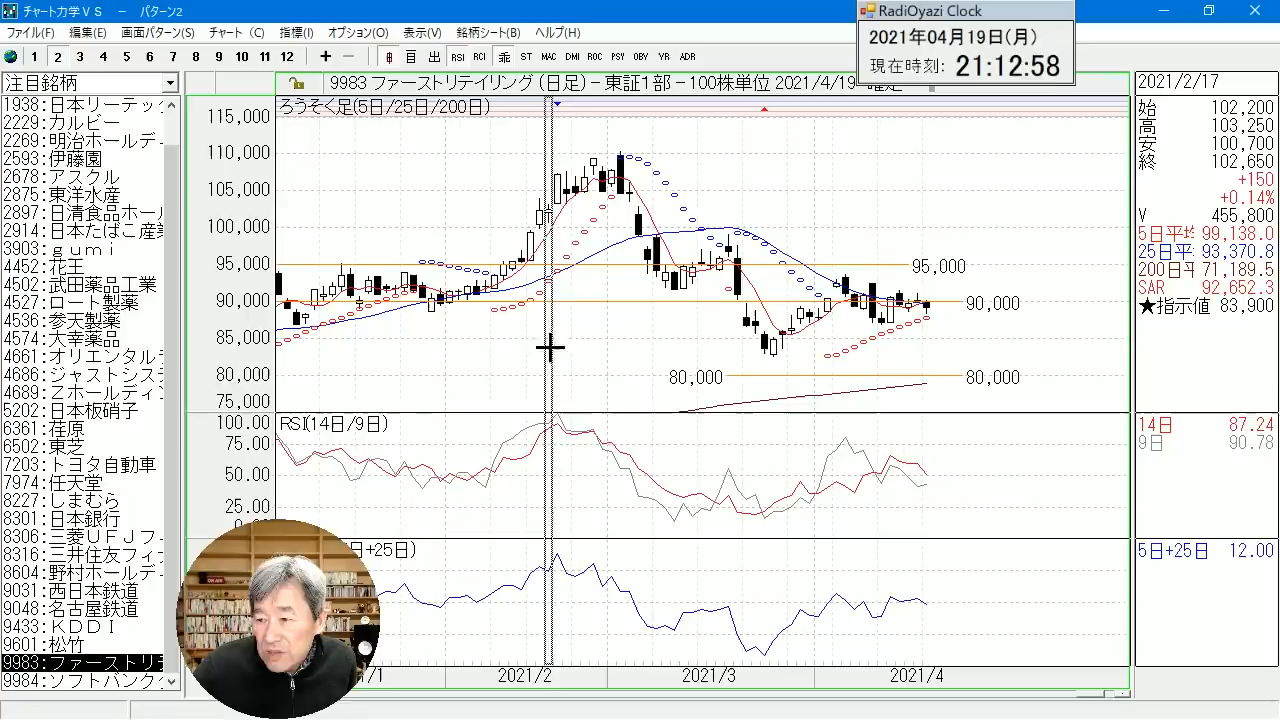 チャート力学ＶＳ － パターン2
RadiOyazi Clock
2021年04月19日(月)
現在時刻: 21:12:58
ファイル(F) 編集(E) 画面パターン(S) チャート (C) 指標(I) オプション(O) 表示(V) 銘柄シート(B) ヘルプ(H)
1 2 3 4 5 6 7 8 9 10 11 12 + － 日 出 RSI RCI 乖 ST MAC DMI ROC PSY OBV YR ADR
注目銘柄
1938:日本リーテッ
2229:カルビー
2269:明治ホールデ
2593:伊藤園
2678:アスクル
2875:東洋水産
2897:日清食品ホー
2914:日本たばこ産業
3903:ｇｕｍｉ
4452:花王
4502:武田薬品工業
4527:ロート製薬
4536:参天製薬
4574:大幸薬品
4661:オリエンタル
4686:ジャストシス
4689:Ｚホールディ
5202:日本板硝子
6361:荏原
6502:東芝
7203:トヨタ自動車
7974:任天堂
8227:しまむら
8301:日本銀行
8306:三菱ＵＦＪフ
8316:三井住友フィ
8604:野村ホールデ
9031:西日本鉄道
9048:名古屋鉄道
9433:ＫＤＤＩ
9601:松竹
9983:ファーストリ
9984:ソフトバンク
9983 ファーストリテイリング (日足)－東証1部－100株単位 2021/4/19
ろうそく足(5日/25日/200日)
115,000
110,000
105,000
100,000
95,000
90,000
85,000
80,000
75,000
95,000
90,000
80,000
80,000
RSI(14日/9日)
100.00
75.00
50.00
25.00
日+25日)
2021/2
2021/3
2021/4
2021/2/17
始 102,200
高 103,250
安 100,700
終 102,650
+150
+0.14%
V 455,800
5日平均 99,138.0
25日平 93,370.8
200日平 71,189.5
SAR 92,652.3
★指示値 83,900
14日 87.24
9日 90.78
5日+25日 12.00